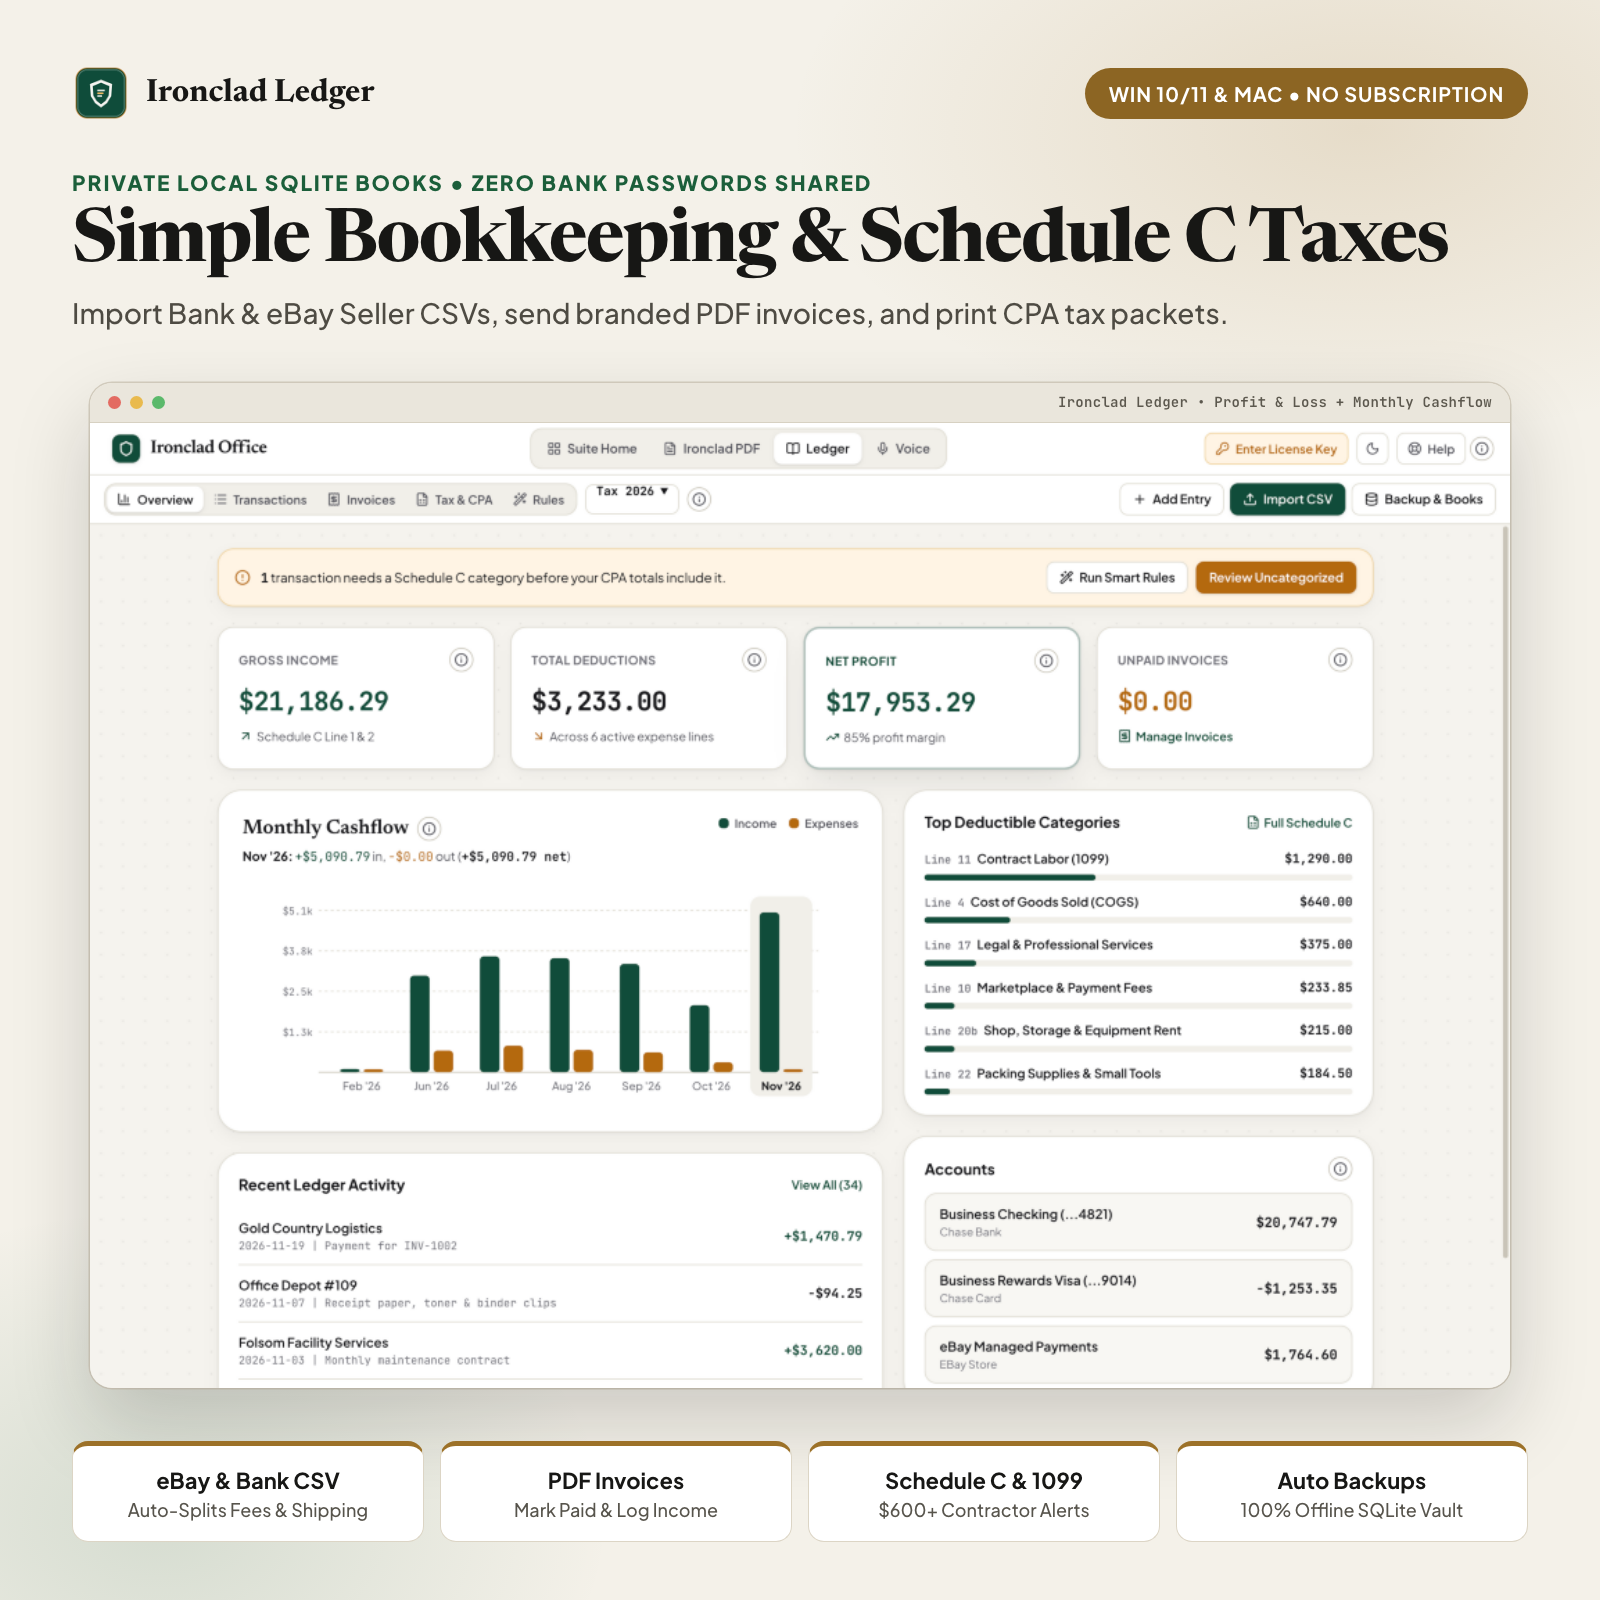 Ironclad Ledger
WIN 10/11 & MAC • NO SUBSCRIPTION
PRIVATE LOCAL SQLITE BOOKS • ZERO BANK PASSWORDS SHARED
Simple Bookkeeping & Schedule C Taxes
Import Bank & eBay Seller CSVs, send branded PDF invoices, and print CPA tax packets.
Ironclad Ledger • Profit & Loss + Monthly Cashflow
Ironclad Office
Suite Home
Ironclad PDF
Ledger
Voice
Enter License Key
Help
Overview
Transactions
Invoices
Tax & CPA
Rules
Tax 2026 ▼
+ Add Entry
Import CSV
Backup & Books
1 transaction needs a Schedule C category before your CPA totals include it.
Run Smart Rules
Review Uncategorized
GROSS INCOME
$21,186.29
Schedule C Line 1 & 2
TOTAL DEDUCTIONS
$3,233.00
Across 6 active expense lines
NET PROFIT
$17,953.29
85% profit margin
UNPAID INVOICES
$0.00
Manage Invoices
Monthly Cashflow
Income
Expenses
Nov '26: +$5,090.79 in, -$0.00 out (+$5,090.79 net)
$5.1k
$3.8k
$2.5k
$1.3k
Feb '26
Jun '26
Jul '26
Aug '26
Sep '26
Oct '26
Nov '26
Top Deductible Categories
Full Schedule C
Line 11 Contract Labor (1099) $1,290.00
Line 4 Cost of Goods Sold (COGS) $640.00
Line 17 Legal & Professional Services $375.00
Line 10 Marketplace & Payment Fees $233.85
Line 20b Shop, Storage & Equipment Rent $215.00
Line 22 Packing Supplies & Small Tools $184.50
Recent Ledger Activity
View All (34)
Gold Country Logistics
2026-11-19 | Payment for INV-1002
+$1,470.79
Office Depot #109
2026-11-07 | Receipt paper, toner & binder clips
-$94.25
Folsom Facility Services
2026-11-03 | Monthly maintenance contract
+$3,620.00
Accounts
Business Checking (...4821)
Chase Bank
$20,747.79
Business Rewards Visa (...9014)
Chase Card
-$1,253.35
eBay Managed Payments
EBay Store
$1,764.60
eBay & Bank CSV
Auto-Splits Fees & Shipping
PDF Invoices
Mark Paid & Log Income
Schedule C & 1099
$600+ Contractor Alerts
Auto Backups
100% Offline SQLite Vault